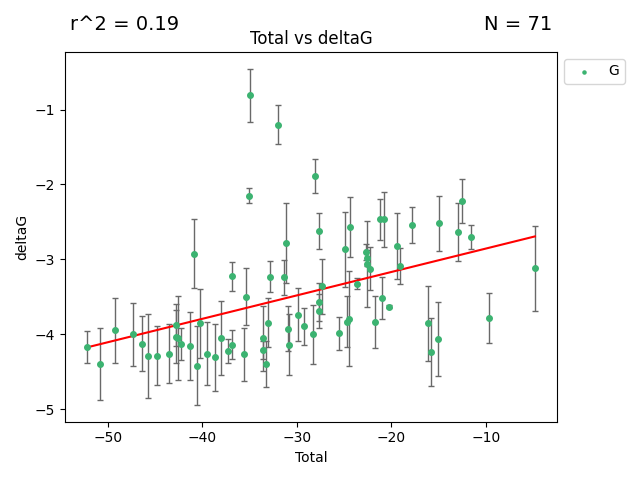 r^2 = 0.19
N = 71
Total vs deltaG
G
−1
−2
−3
−4
−5
deltaG
−50
−40
−30
−20
−10
Total